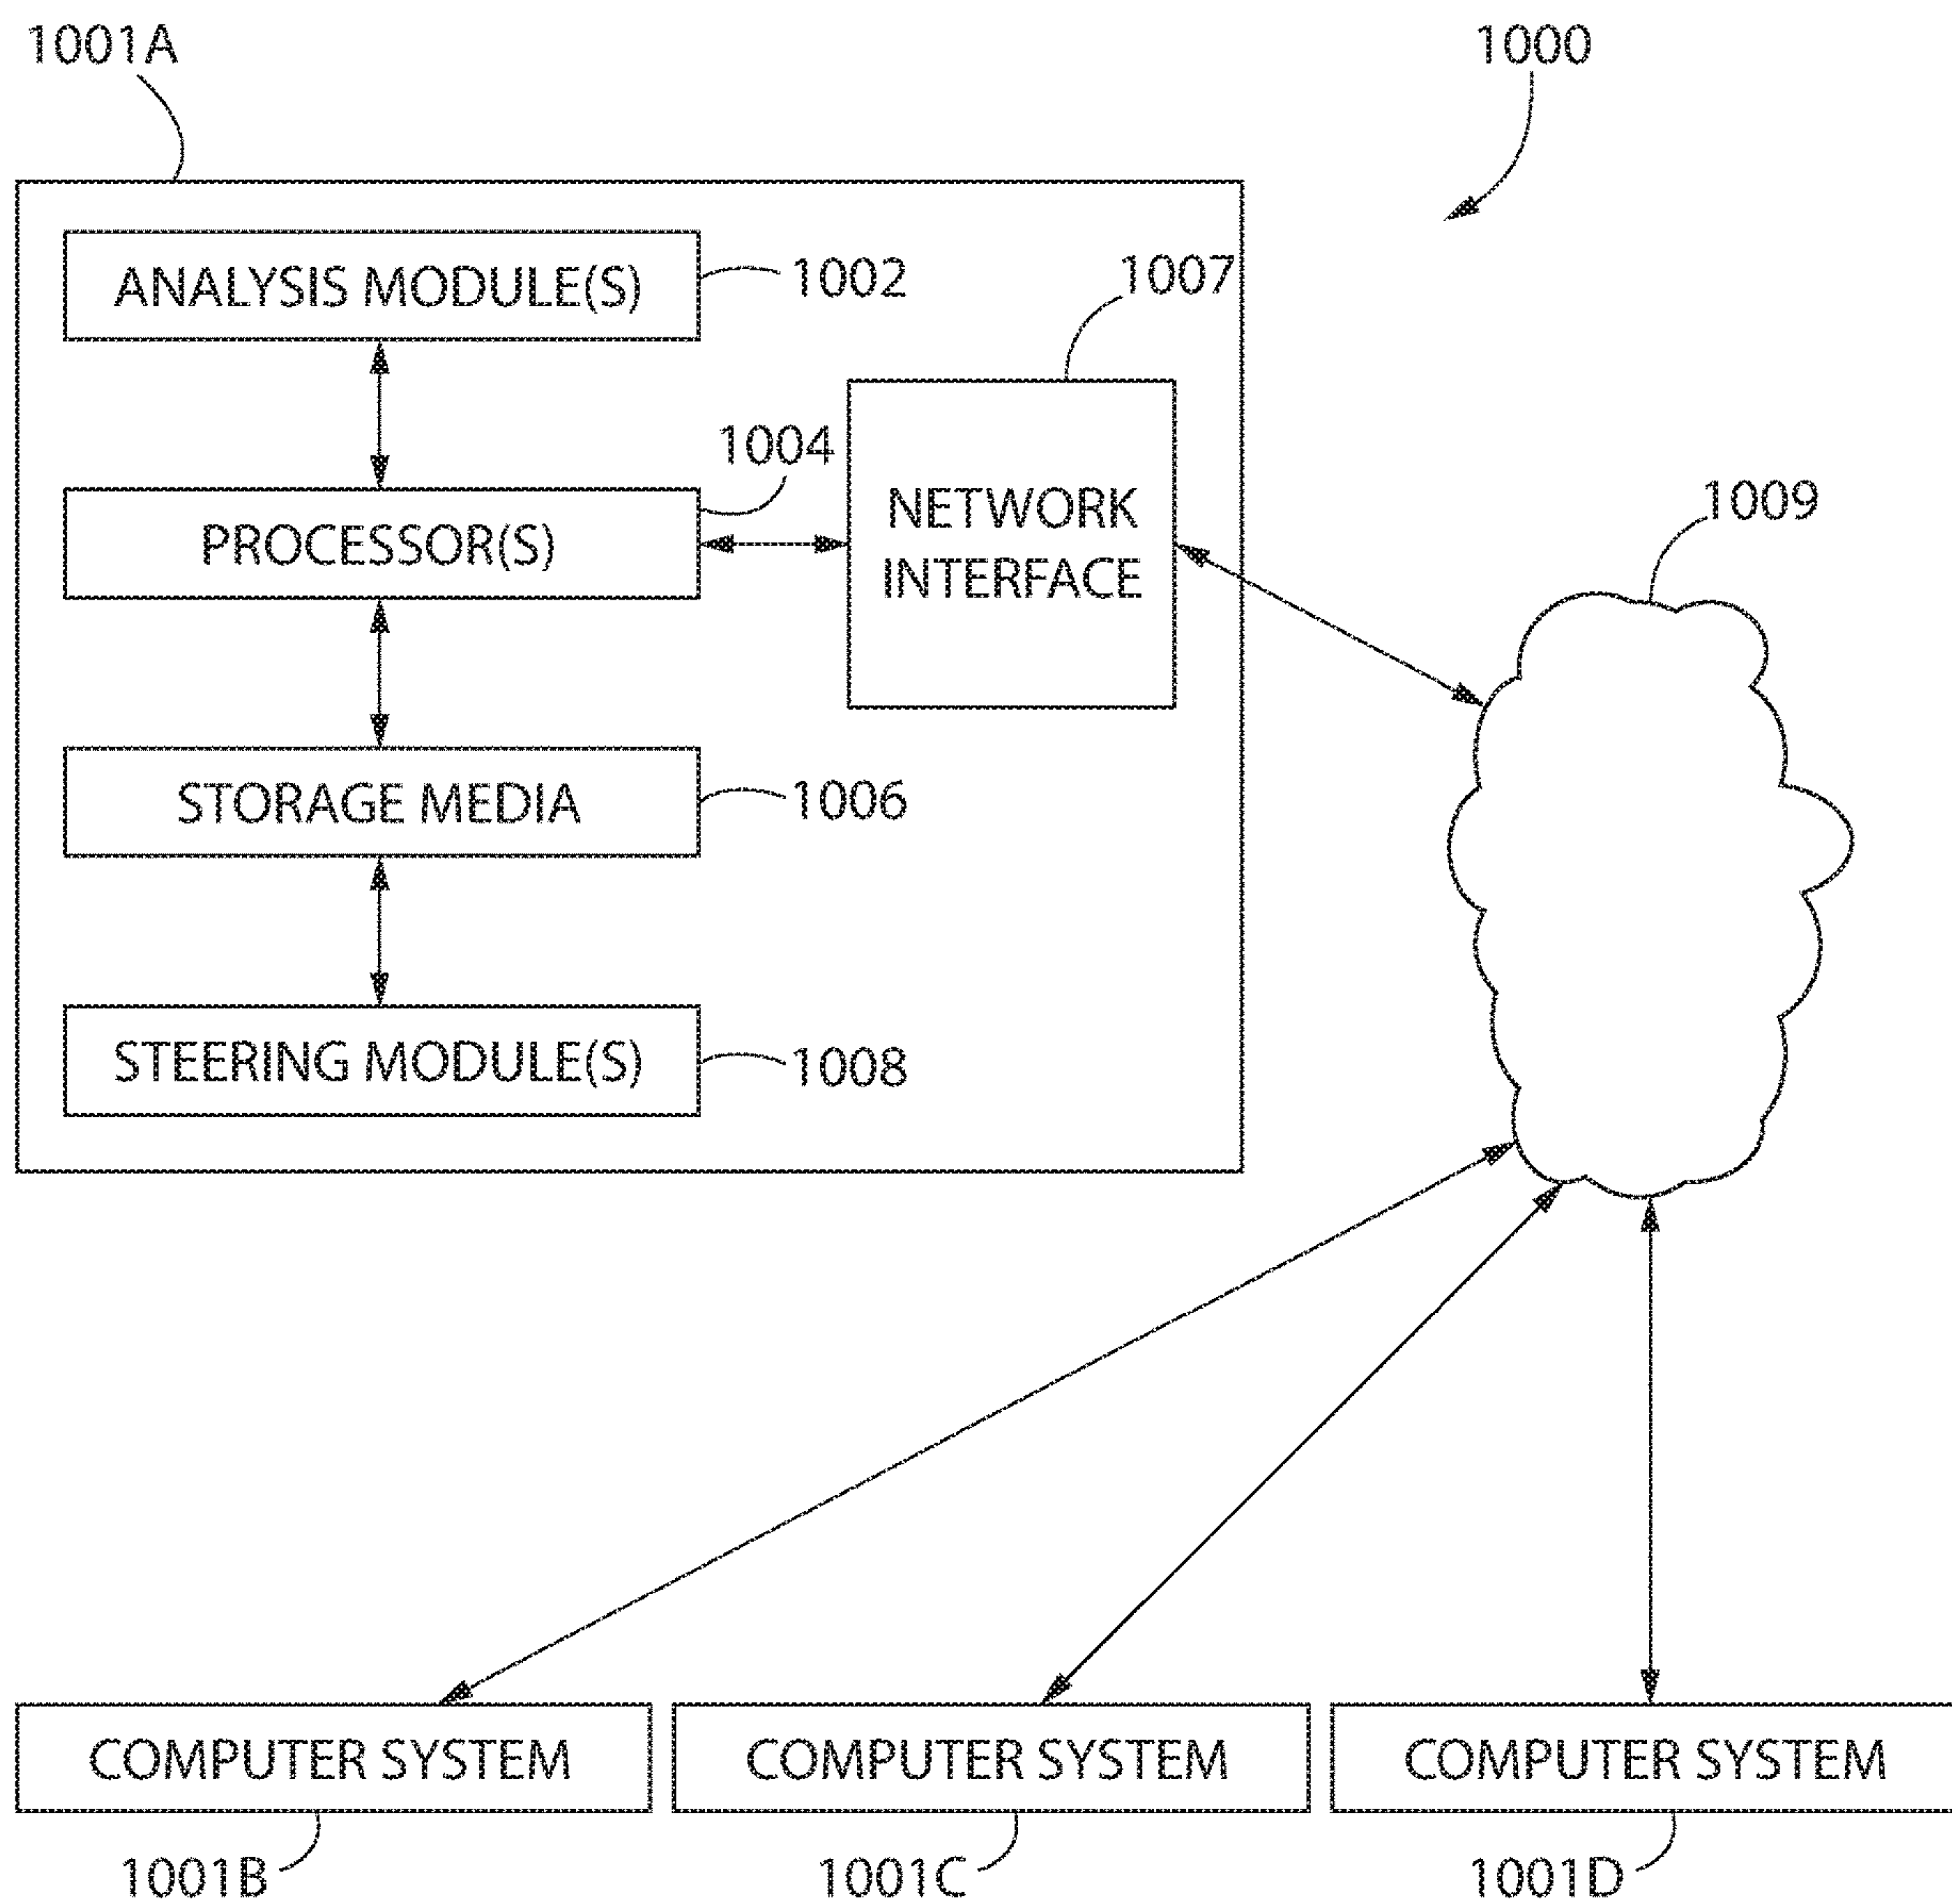 1001A
1000
ANALYSIS MODULE(S)
1002
1007
1004
PROCESSOR(S)
NETWORK
INTERFACE
1009
STORAGE MEDIA
1006
STEERING MODULE(S)
1008
COMPUTER SYSTEM
COMPUTER SYSTEM
COMPUTER SYSTEM
1001B
1001C
1001D